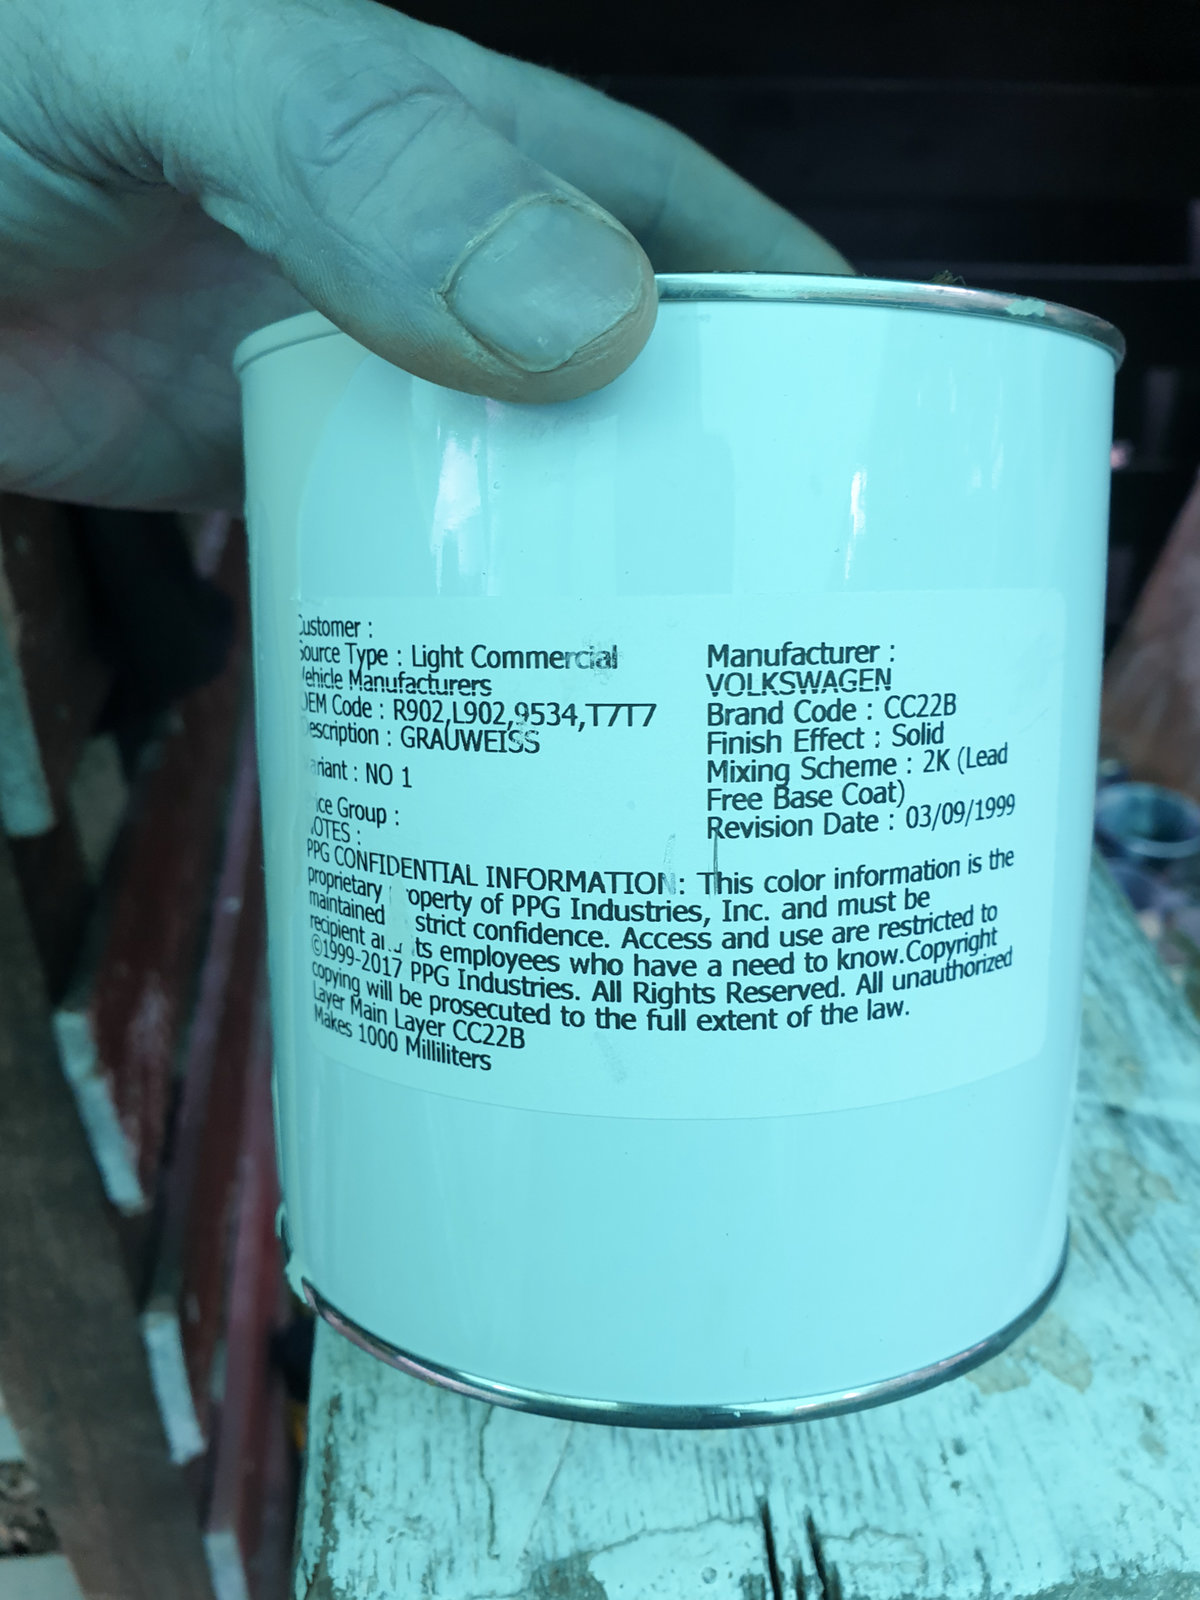 Customer :
Source Type : Light Commercial
Vehicle Manufacturers
OEM Code : R902,L902,9534,T7T7
Description : GRAUWEISS
Variant : NO 1
Price Group :
NOTES :
Manufacturer :
VOLKSWAGEN
Brand Code : CC22B
Finish Effect : Solid
Mixing Scheme : 2K (Lead
Free Base Coat)
Revision Date : 03/09/1999
PPG CONFIDENTIAL INFORMATION: This color information is the
proprietary property of PPG Industries, Inc. and must be
maintained strict confidence. Access and use are restricted to
recipient and its employees who have a need to know.Copyright
©1999-2017 PPG Industries. All Rights Reserved. All unauthorized
copying will be prosecuted to the full extent of the law.
Layer Main Layer CC22B
Makes 1000 Milliliters